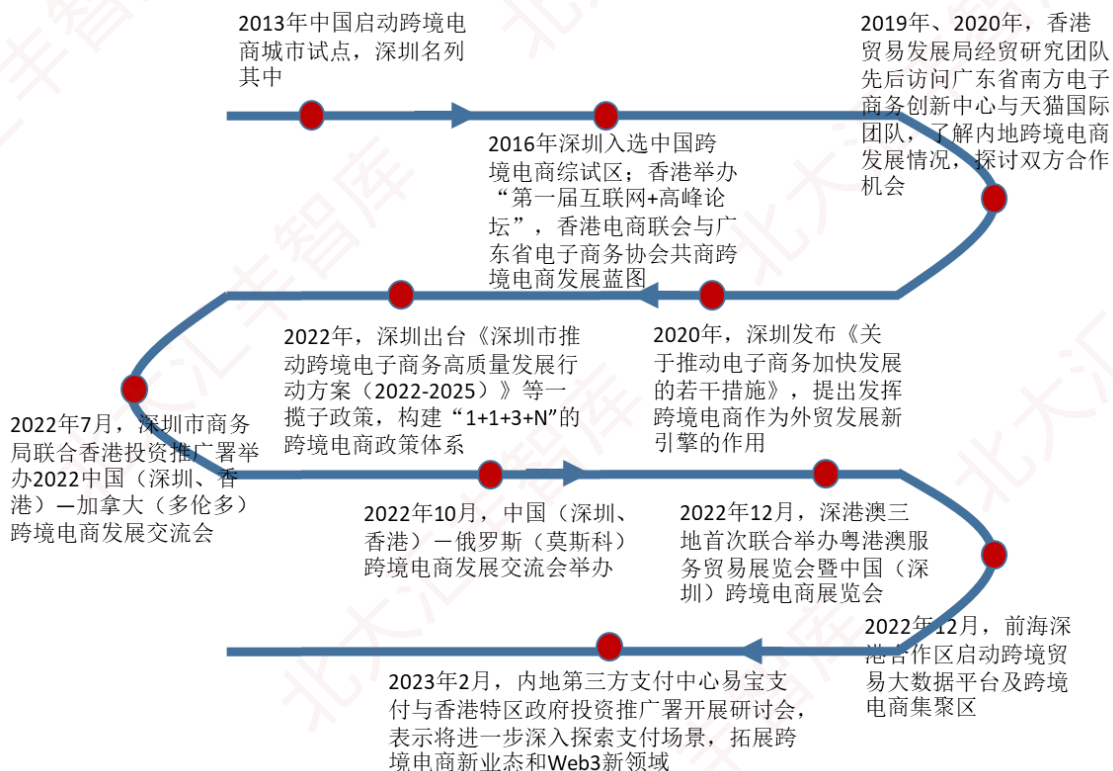 2013年中国启动跨境电
商城市试点，深圳名列
其中
2016年深圳入选中国跨
境电商综试区；香港举办
“第一届互联网+高峰论
坛”，香港电商联会与广
东省电子商务协会共商跨
境电商发展蓝图
2019年、2020年，香港
贸易发展局经贸研究团队
先后访问广东省南方电子
商务创新中心与天猫国际
团队，了解内地跨境电商
发展情况，探讨双方合作
机会
2020年，深圳发布《关
于推动电子商务加快发展
的若干措施》，提出发挥
跨境电商作为外贸发展新
引擎的作用
2022年，深圳出台《深圳市推
动跨境电子商务高质量发展行
动方案（2022-2025）》等一
揽子政策，构建“1+1+3+N”的
跨境电商政策体系
2022年7月，深圳市商务
局联合香港投资推广署举
办2022中国（深圳、香
港）—加拿大（多伦多）
跨境电商发展交流会
2022年10月，中国（深圳、
香港）—俄罗斯（莫斯科）
跨境电商发展交流会举办
2022年12月，深港澳三
地首次联合举办粤港澳服
务贸易展览会暨中国（深
圳）跨境电商展览会
2022年12月，前海深
港合作区启动跨境贸
易大数据平台及跨境
电商集聚区
2023年2月，内地第三方支付中心易宝支
付与香港特区政府投资推广署开展研讨会，
表示将进一步深入探索支付场景，拓展跨
境电商新业态和Web3新领域
北大汇丰智库